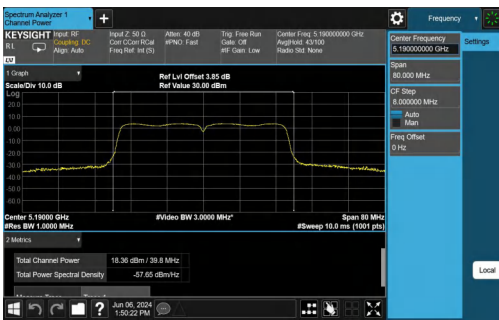 Spectrum Analyzer 1
Channel Power
Frequency
KEYSIGHT
RL
Input: RF
Coupling: DC
Align: Auto
Input Z: 50 Ω
Corr CCorr RCal
Freq Ref: Int (S)
Atten: 40 dB
#PNO: Fast
Trig: Free Run
Gate: Off
#IF Gain: Low
Center Freq: 5.190000000 GHz
Avg|Hold: 43/100
Radio Std: None
LV
1 Graph
Scale/Div 10.0 dB
Ref Lvl Offset 3.85 dB
Ref Value 30.00 dBm
Log
20.0
10.0
0.00
-10.0
-20.0
-30.0
-40.0
-50.0
-60.0
Center 5.19000 GHz
#Res BW 1.0000 MHz
#Video BW 3.0000 MHz*
Span 80 MHz
#Sweep 10.0 ms (1001 pts)
2 Metrics
Total Channel Power 18.36 dBm / 39.8 MHz
Total Power Spectral Density -57.65 dBm/Hz
Jun 06, 2024
1:50:22 PM
Center Frequency
5.190000000 GHz
Span
80.000 MHz
CF Step
8.000000 MHz
Auto
Man
Freq Offset
0 Hz
Settings
Local